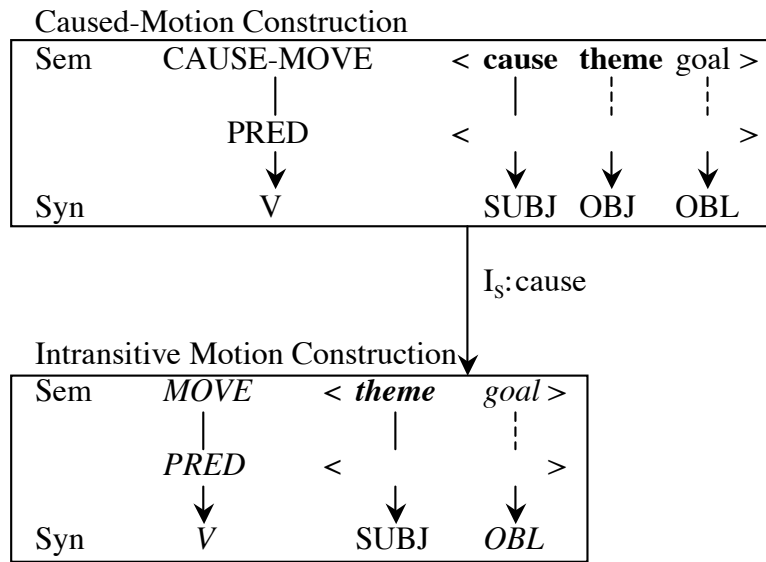 Caused-Motion Construction
Sem CAUSE-MOVE < cause theme goal >
PRED < >
Syn V SUBJ OBJ OBL
I_S: cause
Intransitive Motion Construction
Sem MOVE < theme goal >
PRED < >
Syn V SUBJ OBL